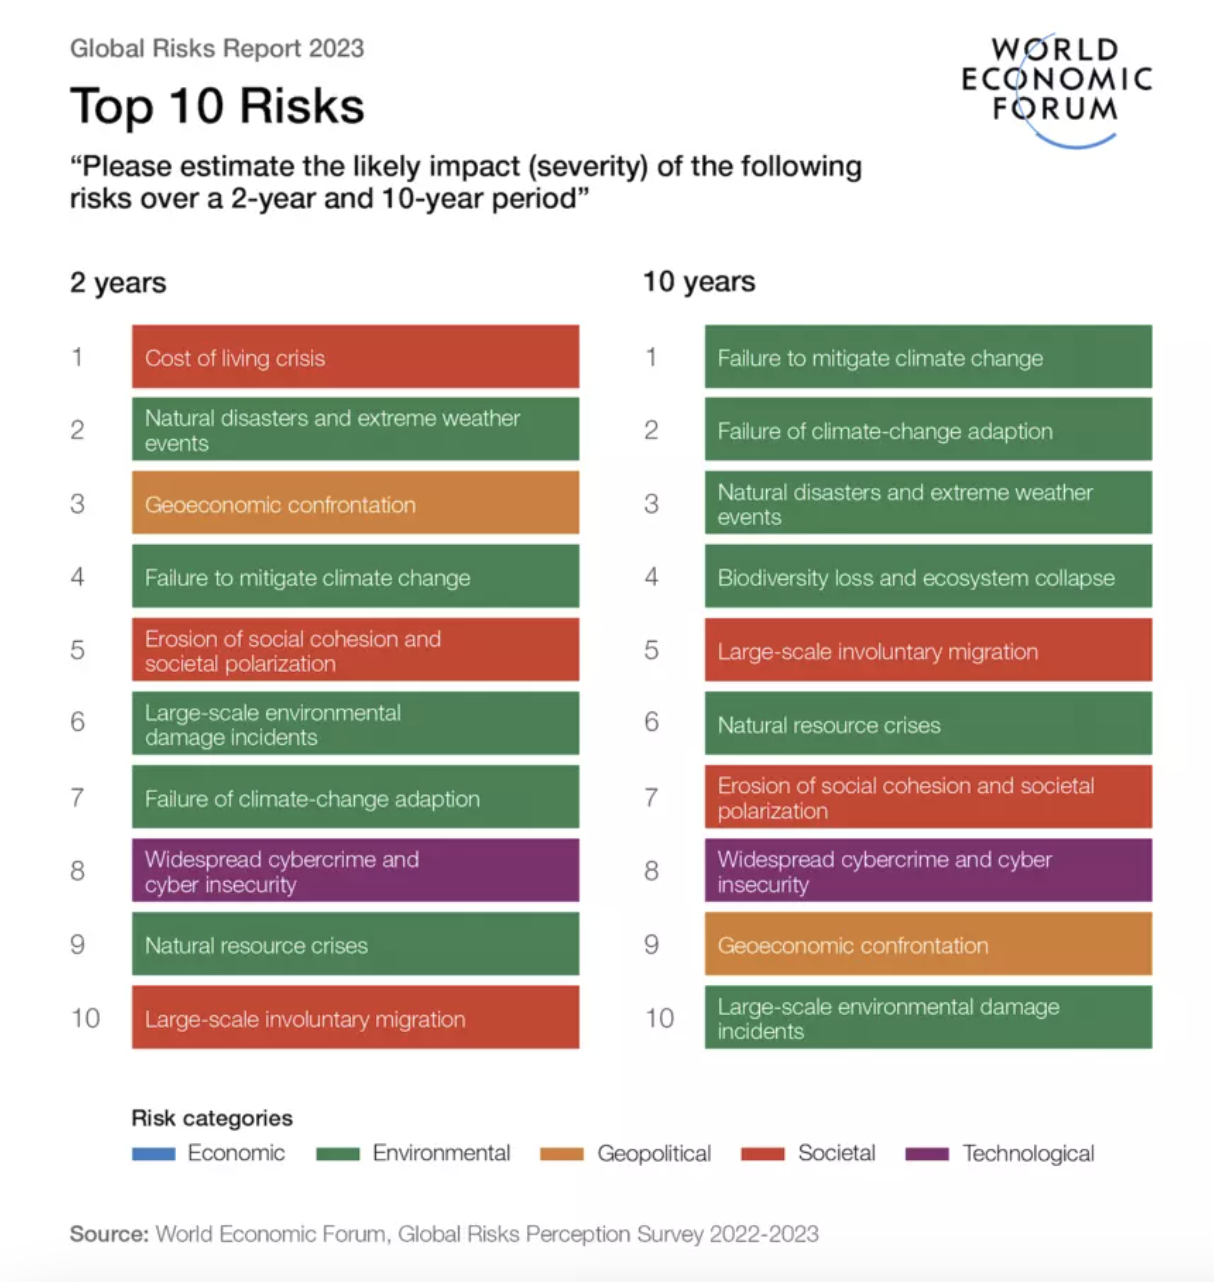 Global Risks Report 2023
WORLD
ECONOMIC
FORUM
Top 10 Risks
“Please estimate the likely impact (severity) of the following
risks over a 2-year and 10-year period”
2 years
1
Cost of living crisis
2
Natural disasters and extreme weather
events
3
Geoeconomic confrontation
4
Failure to mitigate climate change
5
Erosion of social cohesion and
societal polarization
6
Large-scale environmental
damage incidents
7
Failure of climate-change adaption
8
Widespread cybercrime and
cyber insecurity
9
Natural resource crises
10
Large-scale involuntary migration
10 years
1
Failure to mitigate climate change
2
Failure of climate-change adaption
3
Natural disasters and extreme weather
events
4
Biodiversity loss and ecosystem collapse
5
Large-scale involuntary migration
6
Natural resource crises
7
Erosion of social cohesion and societal
polarization
8
Widespread cybercrime and cyber
insecurity
9
Geoeconomic confrontation
10
Large-scale environmental damage
incidents
Risk categories
Economic
Environmental
Geopolitical
Societal
Technological
Source: World Economic Forum, Global Risks Perception Survey 2022-2023